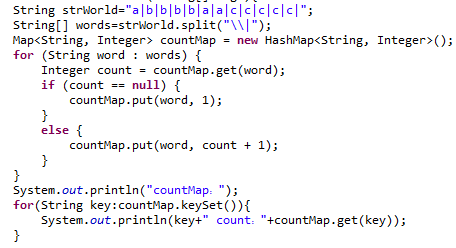 String strWorld="a|b|b|b|b|a|a|c|c|c|c|c|";
String[] words=strWorld.split("\\|");
Map<String, Integer> countMap = new HashMap<String, Integer>();
for (String word : words) {
Integer count = countMap.get(word);
if (count == null) {
countMap.put(word, 1);
}
else {
countMap.put(word, count + 1);
}
}
System.out.println("countMap：");
for(String key:countMap.keySet()){
System.out.println(key+" count："+countMap.get(key));
}